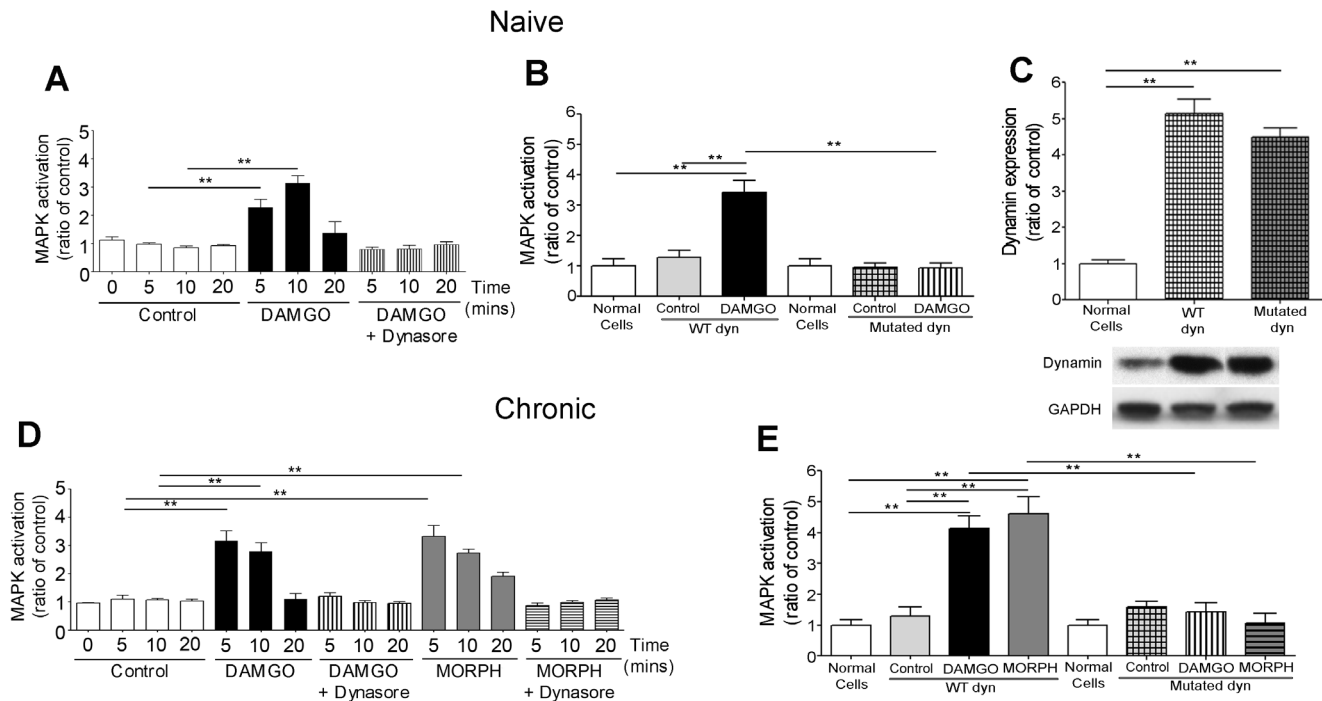 Naive
A
MAPK activation
(ratio of control)
5
4
3
2
1
0
**
**
0 5 10 20 5 10 20 5 10 20 Time
(mins)
Control DAMGO DAMGO
+ Dynasore
B
MAPK activation
(ratio of control)
6
5
4
3
2
1
0
**
**
**
Normal
Cells
Control DAMGO
WT dyn
Normal
Cells
Control DAMGO
Mutated dyn
C
Dynamin expression
(ratio of control)
6
5
4
3
2
1
0
**
**
Normal
Cells
WT
dyn
Mutated
dyn
Dynamin
GAPDH
Chronic
D
MAPK activation
(ratio of control)
5
4
3
2
1
0
**
**
**
**
0 5 10 20 5 10 20 5 10 20 5 10 20 5 10 20 Time
(mins)
Control DAMGO DAMGO
+ Dynasore
MORPH MORPH
+ Dynasore
E
MAPK activation
(ratio of control)
6
5
4
3
2
1
0
**
**
**
**
**
**
Normal
Cells
Control DAMGO MORPH
WT dyn
Normal
Cells
Control DAMGO MORPH
Mutated dyn